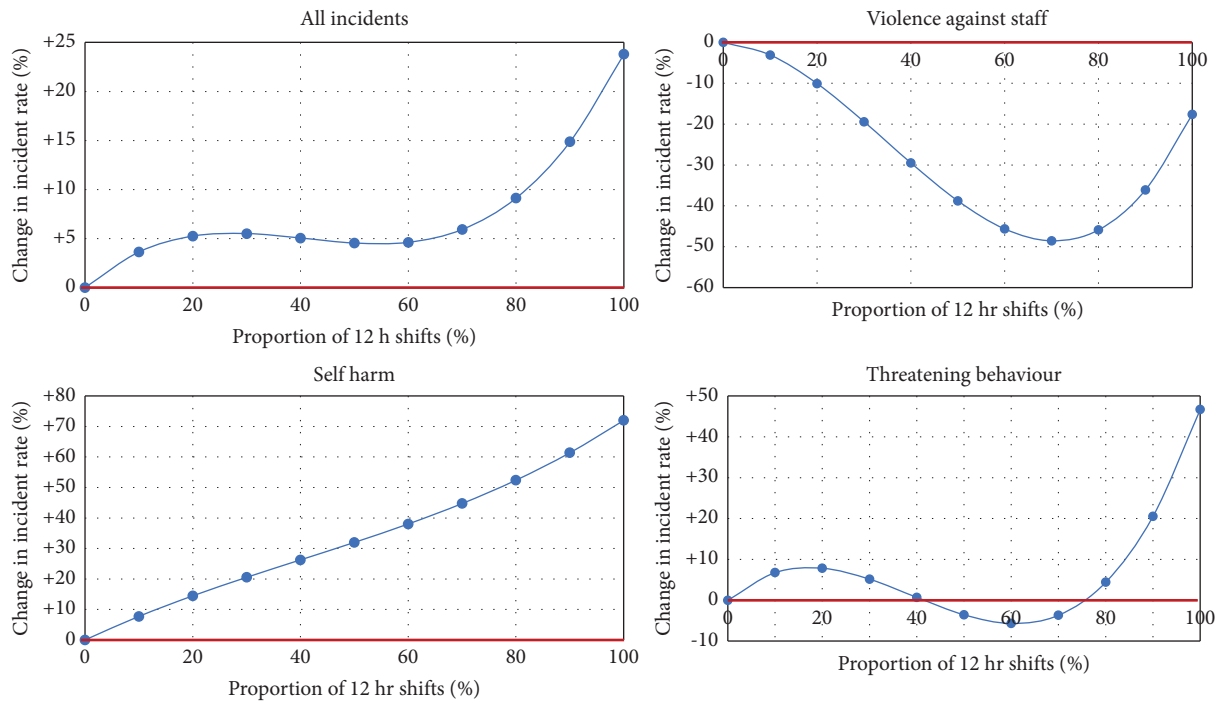 All incidents
Change in incident rate (%)
+25
+20
+15
+10
+5
0
0 20 40 60 80 100
Proportion of 12 h shifts (%)
Violence against staff
Change in incident rate (%)
0
-10
-20
-30
-40
-50
-60
0 20 40 60 80 100
Proportion of 12 hr shifts (%)
Self harm
Change in incident rate (%)
+80
+70
+60
+50
+40
+30
+20
+10
0
0 20 40 60 80 100
Proportion of 12 hr shifts (%)
Threatening behaviour
Change in incident rate (%)
+50
+40
+30
+20
+10
0
-10
0 20 40 60 80 100
Proportion of 12 hr shifts (%)